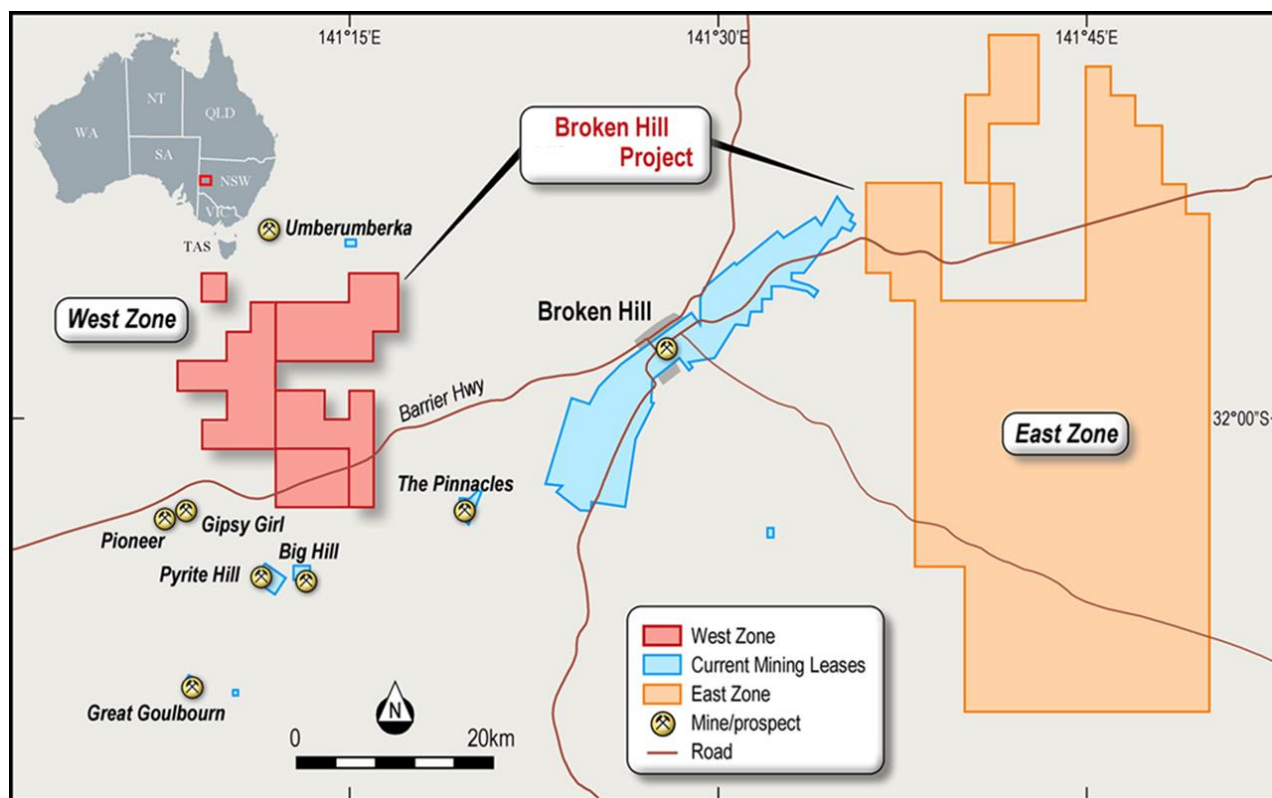 141°15'E
141°30'E
141°45'E
WA
NT
QLD
SA
NSW
VIC
TAS
Broken Hill
Project
Umberumberka
West Zone
Broken Hill
Barrier Hwy
32°00"S
East Zone
The Pinnacles
Gipsy Girl
Pioneer
Big Hill
Pyrite Hill
Great Goulbourn
N
0 20km
West Zone
Current Mining Leases
East Zone
Mine/prospect
Road